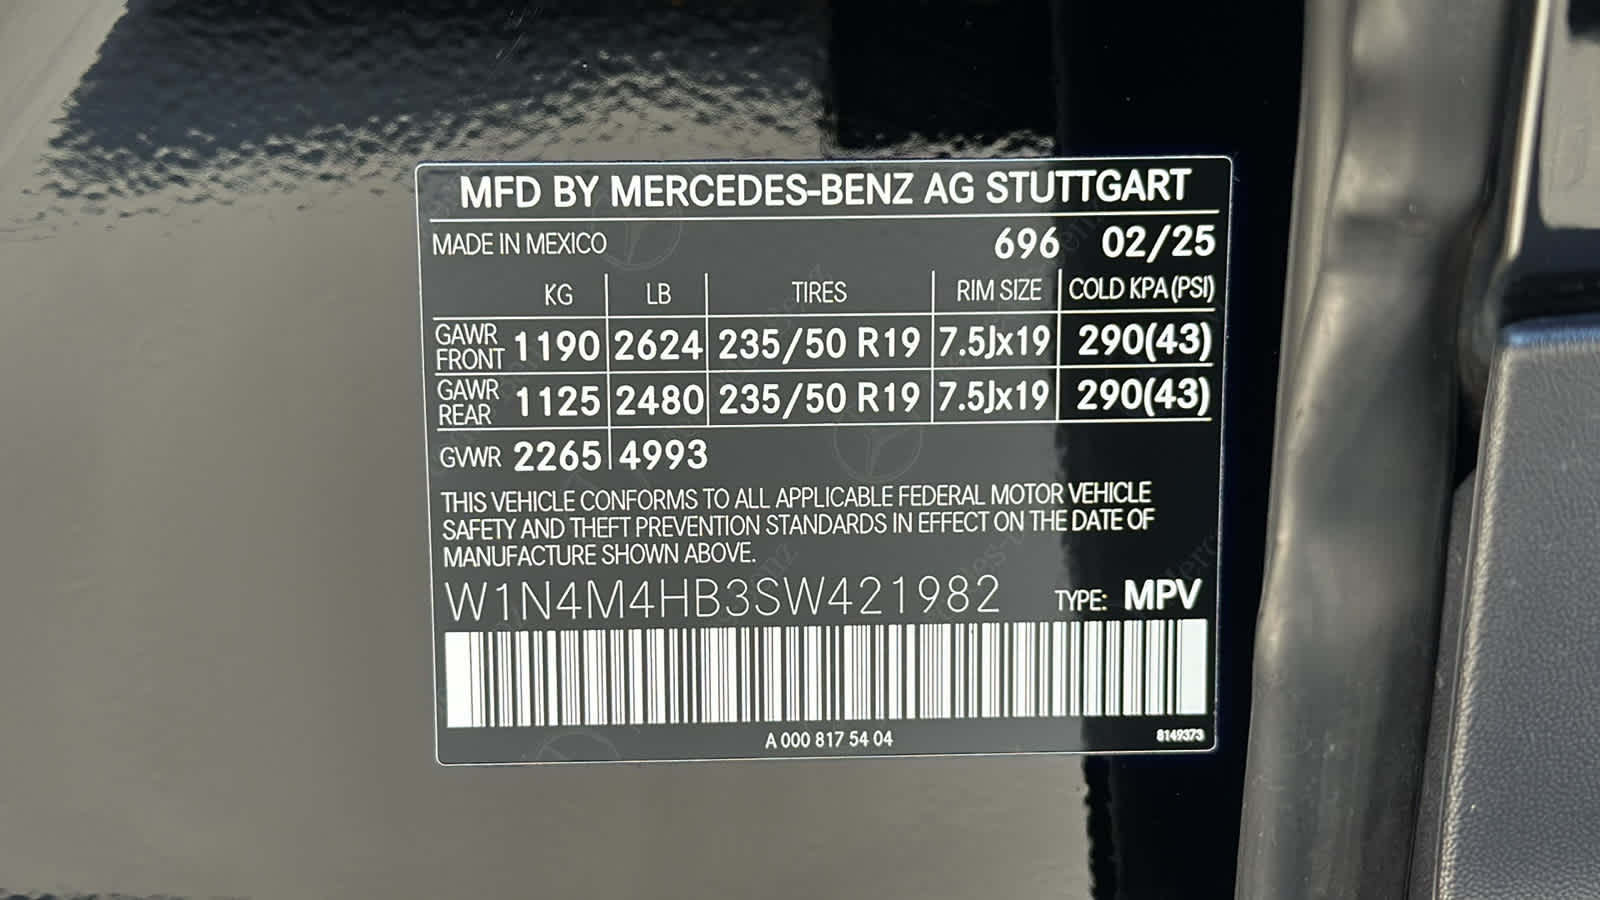 MFD BY MERCEDES-BENZ AG STUTTGART
MADE IN MEXICO 696 02/25
KG LB TIRES RIM SIZE COLD KPA(PSI)
GAWR FRONT 1190 2624 235/50 R19 7.5Jx19 290(43)
GAWR REAR 1125 2480 235/50 R19 7.5Jx19 290(43)
GVWR 2265 4993
THIS VEHICLE CONFORMS TO ALL APPLICABLE FEDERAL MOTOR VEHICLE
SAFETY AND THEFT PREVENTION STANDARDS IN EFFECT ON THE DATE OF
MANUFACTURE SHOWN ABOVE.
W1N4M4HB3SW421982 TYPE: MPV
A 000 817 54 04 8149373